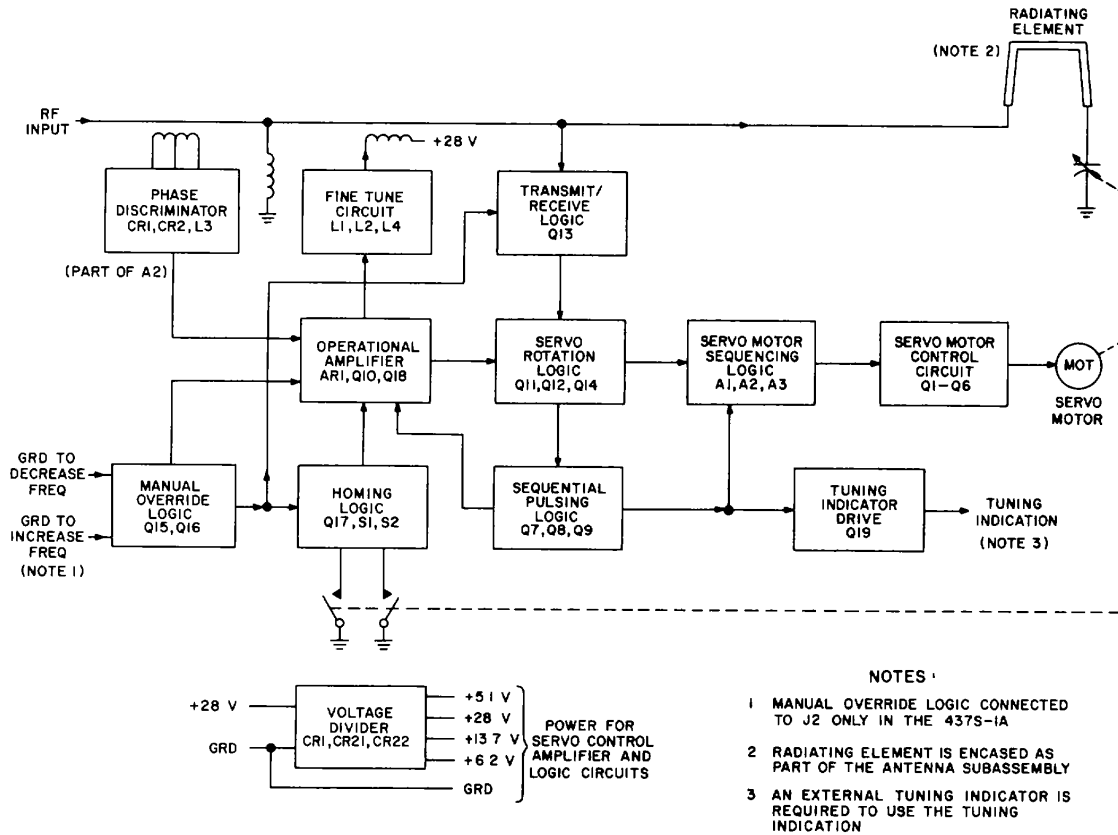 RADIATING
ELEMENT
(NOTE 2)
RF
INPUT
+28 V
PHASE
DISCRIMINATOR
CR1, CR2, L3
FINE TUNE
CIRCUIT
L1, L2, L4
TRANSMIT/
RECEIVE
LOGIC
Q13
(PART OF A2)
OPERATIONAL
AMPLIFIER
AR1, Q10, Q18
SERVO
ROTATION
LOGIC
Q11, Q12, Q14
SERVO MOTOR
SEQUENCING
LOGIC
A1, A2, A3
SERVO MOTOR
CONTROL
CIRCUIT
Q1–Q6
MOT
SERVO
MOTOR
GRD TO
DECREASE
FREQ
GRD TO
INCREASE
FREQ
(NOTE 1)
MANUAL
OVERRIDE
LOGIC
Q15, Q16
HOMING
LOGIC
Q17, S1, S2
SEQUENTIAL
PULSING
LOGIC
Q7, Q8, Q9
TUNING
INDICATOR
DRIVE
Q19
TUNING
INDICATION
(NOTE 3)
+28 V
GRD
VOLTAGE
DIVIDER
CR1, CR21, CR22
+5.1 V
+28 V
+13.7 V
+6.2 V
GRD
POWER FOR
SERVO CONTROL
AMPLIFIER AND
LOGIC CIRCUITS
NOTES:
1 MANUAL OVERRIDE LOGIC CONNECTED
TO J2 ONLY IN THE 437S-1A
2 RADIATING ELEMENT IS ENCASED AS
PART OF THE ANTENNA SUBASSEMBLY
3 AN EXTERNAL TUNING INDICATOR IS
REQUIRED TO USE THE TUNING
INDICATION